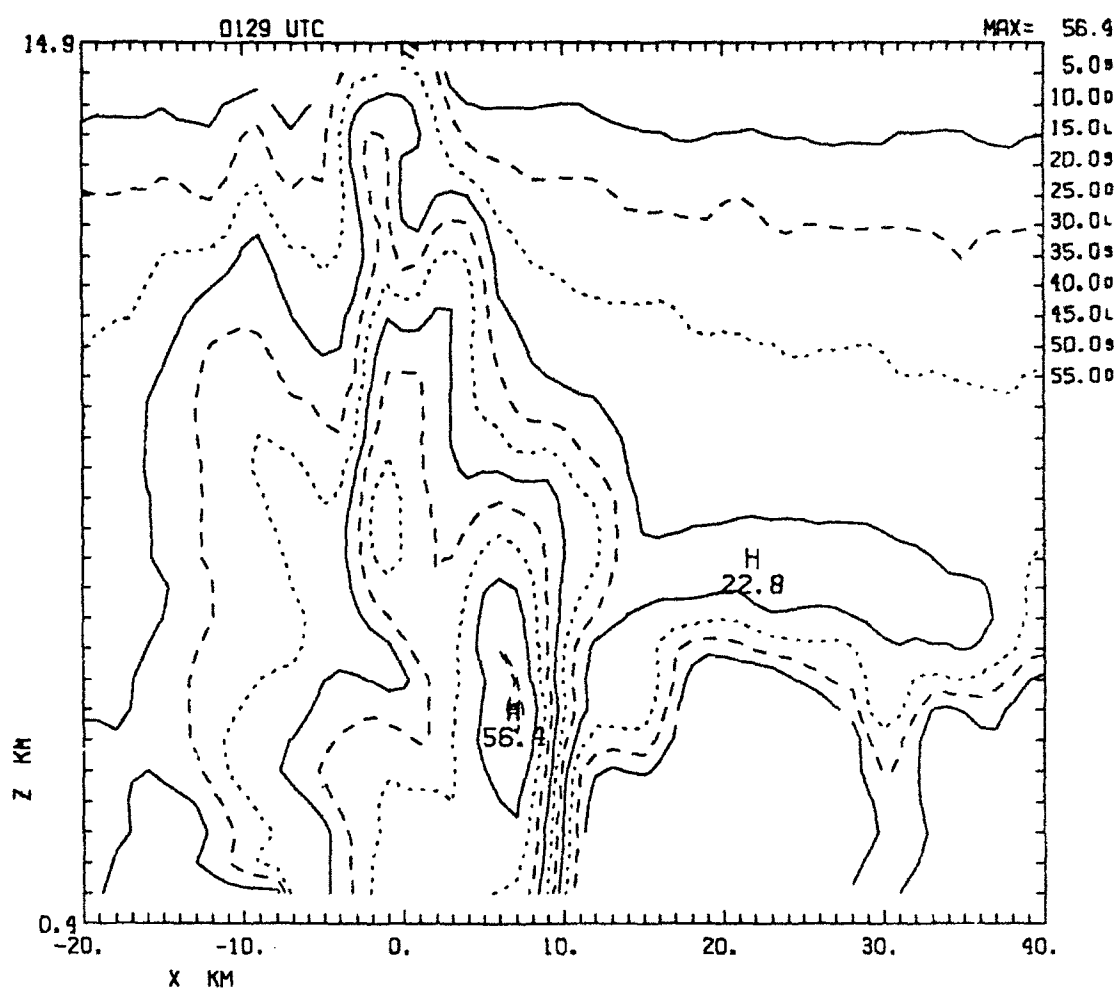 0129 UTC
MAX= 56.4
14.9
5.0S
10.0D
15.0L
20.0S
25.0D
30.0L
35.0S
40.0D
45.0L
50.0S
55.0D
H
22.8
H
56.4
Z KM
0.4
-20. -10. 0. 10. 20. 30. 40.
X KM